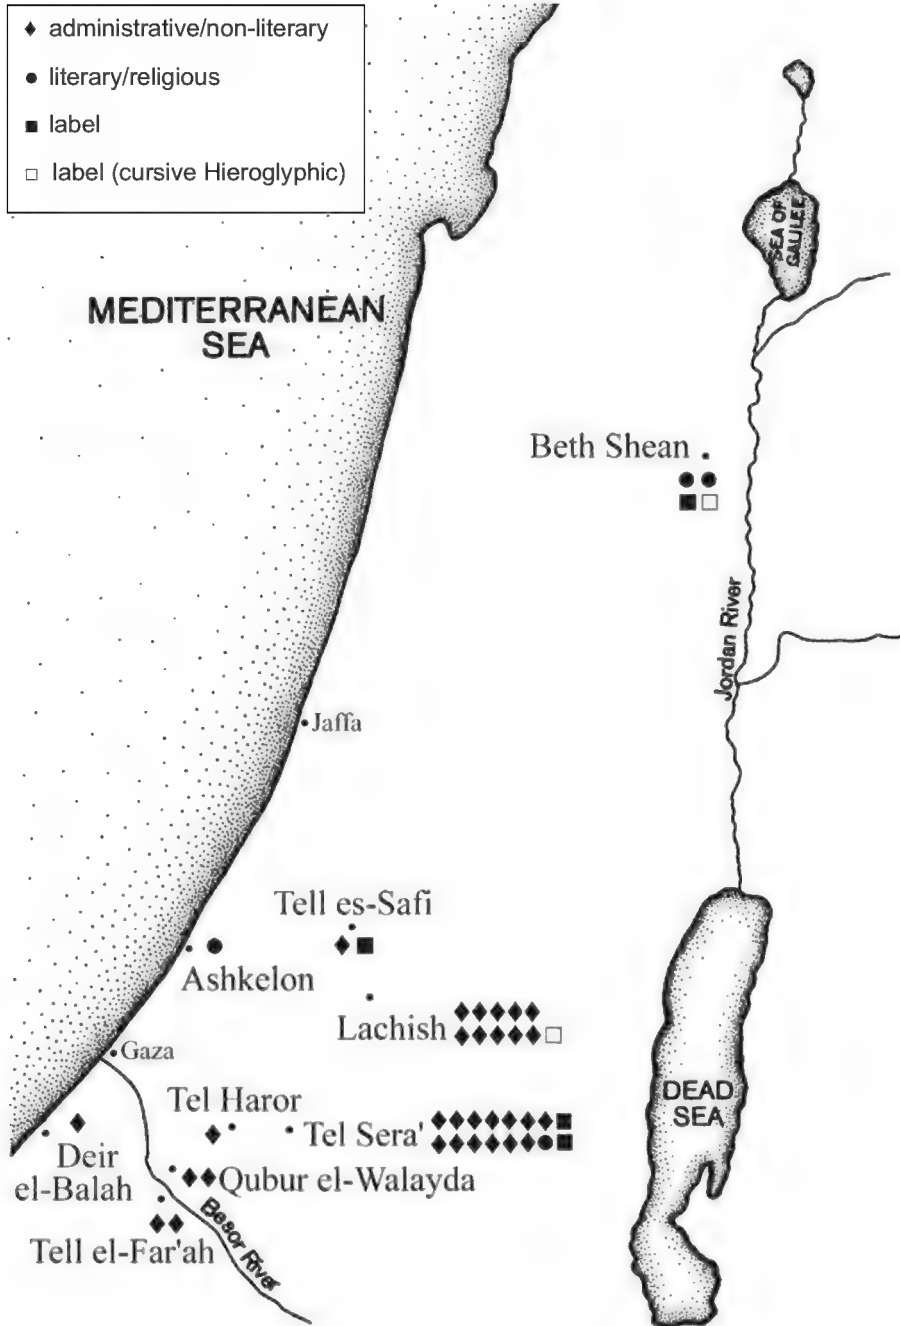 administrative/non-literary
literary/religious
label
label (cursive Hieroglyphic)
MEDITERRANEAN
SEA
SEA OF
GALILEE
Beth Shean
Jordan River
Jaffa
Tell es-Safi
Ashkelon
Lachish
Gaza
Tel Haror
Tel Sera'
DEAD
SEA
Deir
el-Balah
Qubur el-Walayda
Tell el-Far'ah
Besor River